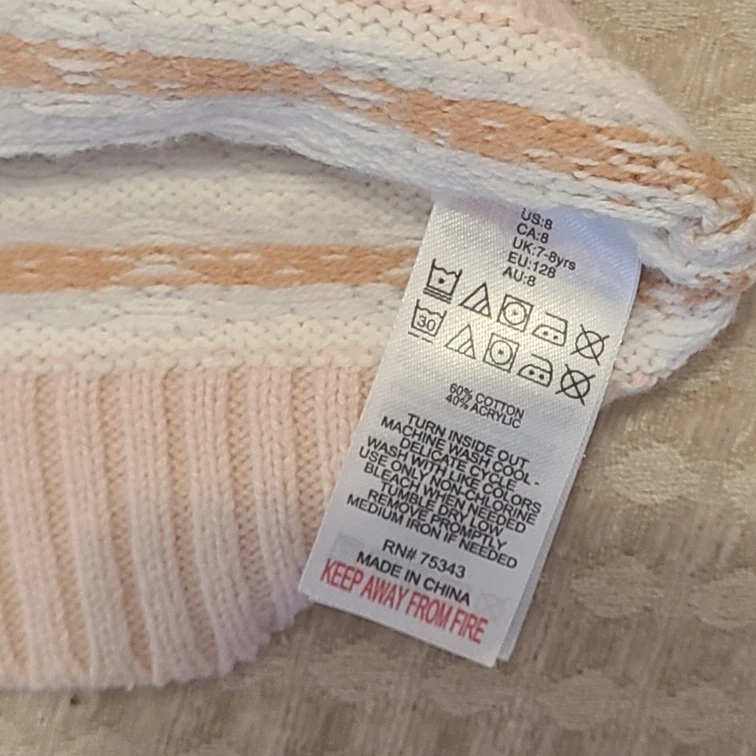 US:8
CA:8
UK:7-8yrs
EU:128
AU:8
30
60% COTTON
40% ACRYLIC
TURN INSIDE OUT
MACHINE WASH COOL -
DELICATE CYCLE
WASH WITH LIKE COLORS
USE ONLY NON-CHLORINE
BLEACH WHEN NEEDED
TUMBLE DRY LOW
REMOVE PROMPTLY
MEDIUM IRON IF NEEDED
RN# 75343
MADE IN CHINA
KEEP AWAY FROM FIRE